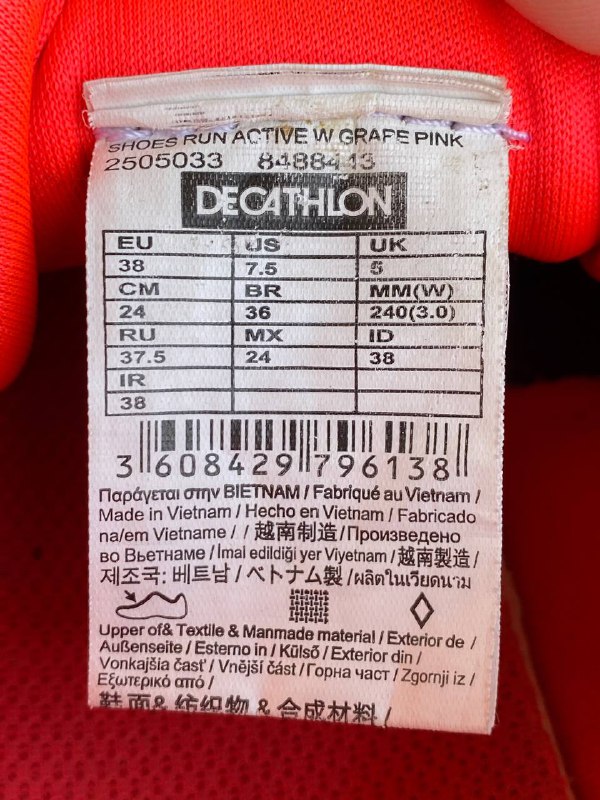 SHOES RUN ACTIVE W GRAPE PINK
2505033 8488413
DECATHLON
EU US UK
38 7.5 5
CM BR MM(W)
24 36 240(3.0)
RU MX ID
37.5 24 38
IR
38
3 608429 796138
Παράγεται στην ΒΙΕΤΝΑΜ / Fabriqué au Vietnam /
Made in Vietnam / Hecho en Vietnam / Fabricado
na/em Vietname / / 越南制造/Произведено
во Вьетнаме / İmal edildiği yer Viyetnam / 越南製造 /
제조국: 베트남 / ベトナム製 /ผลิตในเวียดนาม
Upper of& Textile & Manmade material / Exterior de /
Außenseite / Esterno in / Külső / Exterior din /
Vonkajšia časť / Vnější část /Горна част / Zgornji iz /
Εξωτερικό από /
鞋 面& 纺织物 & 合成材料 /